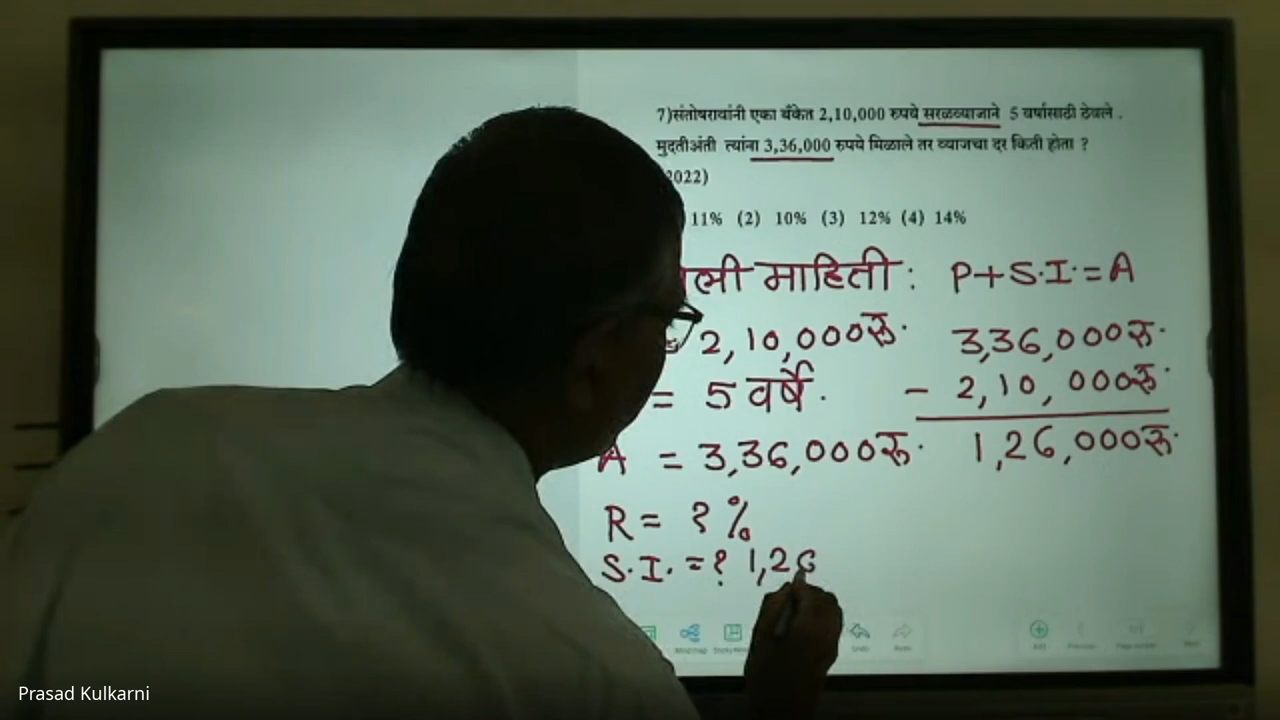 7)संतोषरावांनी एका बँकेत 2,10,000 रुपये सरळव्याजाने 5 वर्षासाठी ठेवले .
मुदतीअंती त्यांना 3,36,000 रुपये मिळाले तर व्याजचा दर किती होता ?
2022)
11% (2) 10% (3) 12% (4) 14%
माहिती : P+S.I.=A
2,10,000रू. 3,36,000रू.
= 5 वर्षे. - 2,10,000रू.
A = 3,36,000रू. 1,26,000रू.
R = ? %
S.I. = ? 1,26
Undo
Prasad Kulkarni